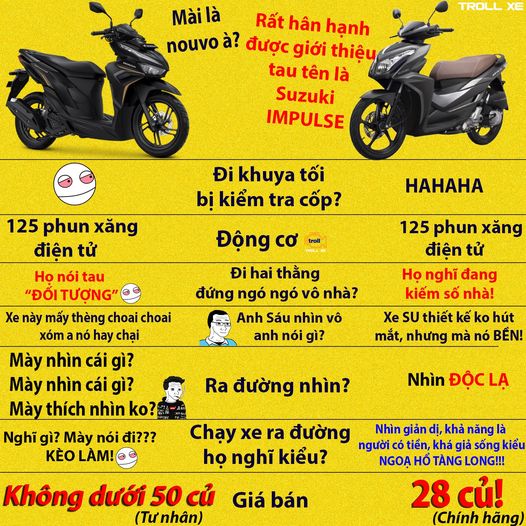 TROLL XE
Mài là
nouvo à?
Rất hân hạnh
được giới thiệu
tau tên là
Suzuki
IMPULSE
Đi khuya tối
bị kiểm tra cốp?
HAHAHA
125 phun xăng
điện tử
Động cơ
troll
TROLL XE
125 phun xăng
điện tử
Họ nói tau
“ĐỐI TƯỢNG”
Đi hai thằng
đứng ngó ngó vô nhà?
Họ nghĩ đang
kiếm số nhà!
Xe này mấy thèng choai choai
xóm a nó hay chại
Anh Sáu nhìn vô
anh nói gì?
Xe SU thiết kế ko hút
mắt, nhưng mà nó BỀN!
Mày nhìn cái gì?
Mày nhìn cái gì?
Mày thích nhìn ko?
Ra đường nhìn?
Nhìn ĐỘC LẠ
Nghĩ gì? Mày nói đi???
KÈO LÀM!
Chạy xe ra đường
họ nghĩ kiểu?
Nhìn giản dị, khả năng là
người có tiền, khá giả sống kiểu
NGOẠ HỔ TÀNG LONG!!!
Không dưới 50 củ
(Tư nhân)
Giá bán
28 củ!
(Chính hãng)